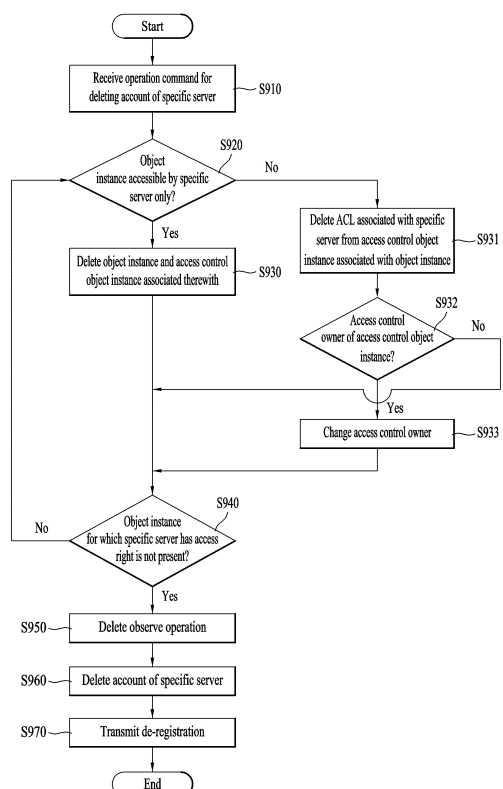 Start
Receive operation command for
deleting account of specific server
S910
Object
instance accessible by specific
server only?
S920
No
Yes
Delete object instance and access control
object instance associated therewith
S930
Delete ACL associated with specific
server from access control object
instance associated with object instance
S931
Access control
owner of access control object
instance?
S932
No
Yes
Change access control owner
S933
Object instance
for which specific server has access
right is not present?
S940
No
Yes
S950
Delete observe operation
S960
Delete account of specific server
S970
Transmit de-registration
End